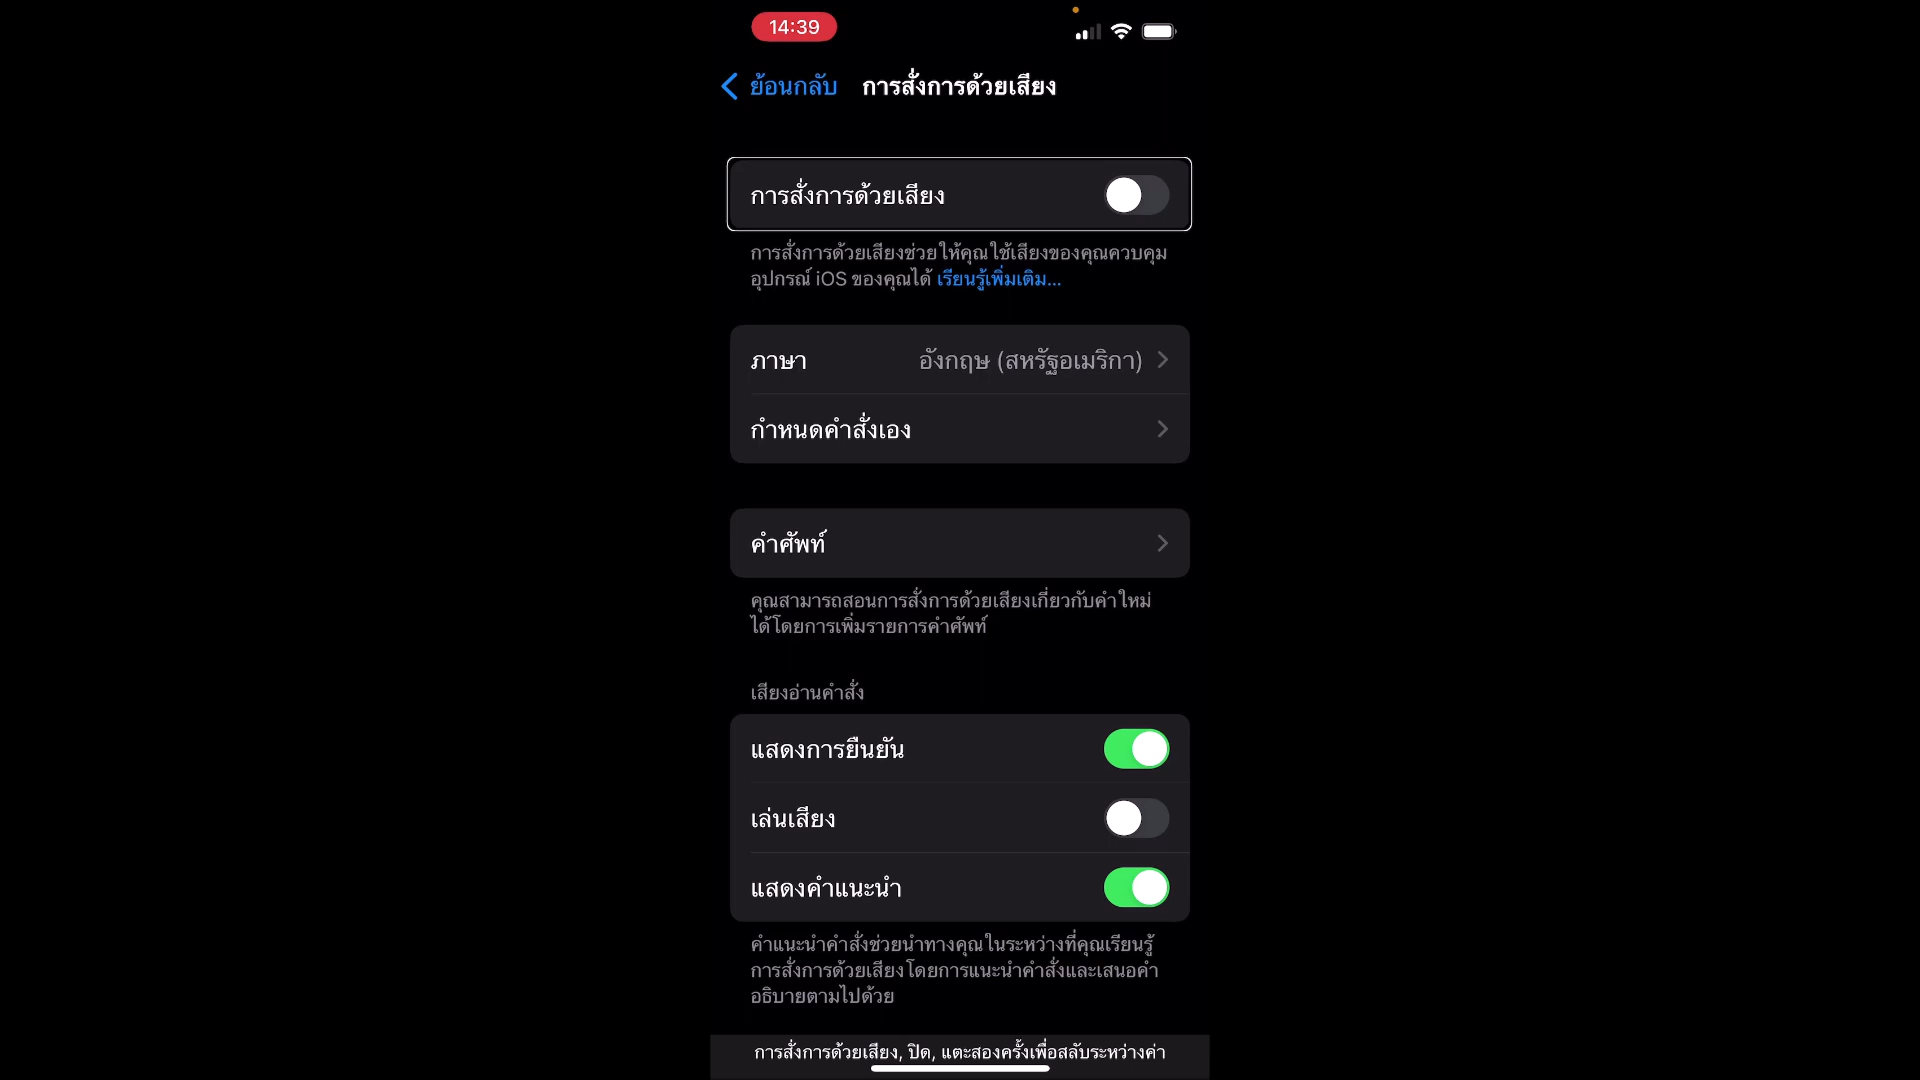 14:39
ย้อนกลับ การสั่งการด้วยเสียง
การสั่งการด้วยเสียง
การสั่งการด้วยเสียงช่วยให้คุณใช้เสียงของคุณควบคุม
อุปกรณ์ iOS ของคุณได้ เรียนรู้เพิ่มเติม...
ภาษา อังกฤษ (สหรัฐอเมริกา)
กำหนดคำสั่งเอง
คำศัพท์
คุณสามารถสอนการสั่งการด้วยเสียงเกี่ยวกับคำใหม่
ได้โดยการเพิ่มรายการคำศัพท์
เสียงอ่านคำสั่ง
แสดงการยืนยัน
เล่นเสียง
แสดงคำแนะนำ
คำแนะนำคำสั่งช่วยนำทางคุณในระหว่างที่คุณเรียนรู้
การสั่งการด้วยเสียงโดยการแนะนำคำสั่งและเสนอคำ
อธิบายตามไปด้วย
การสั่งการด้วยเสียง, ปิด, แตะสองครั้งเพื่อสลับระหว่างค่า